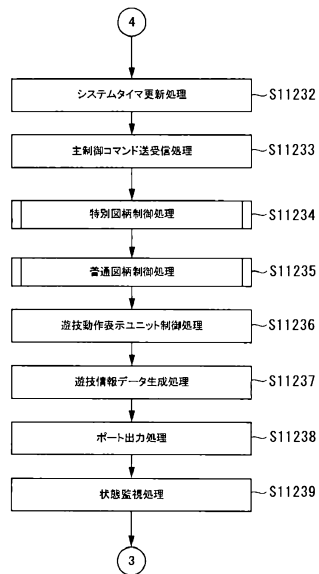 4
システムタイマ更新処理 S11232
主制御コマンド送受信処理 S11233
特別図柄制御処理 S11234
普通図柄制御処理 S11235
遊技動作表示ユニット制御処理 S11236
遊技情報データ生成処理 S11237
ポート出力処理 S11238
状態監視処理 S11239
3